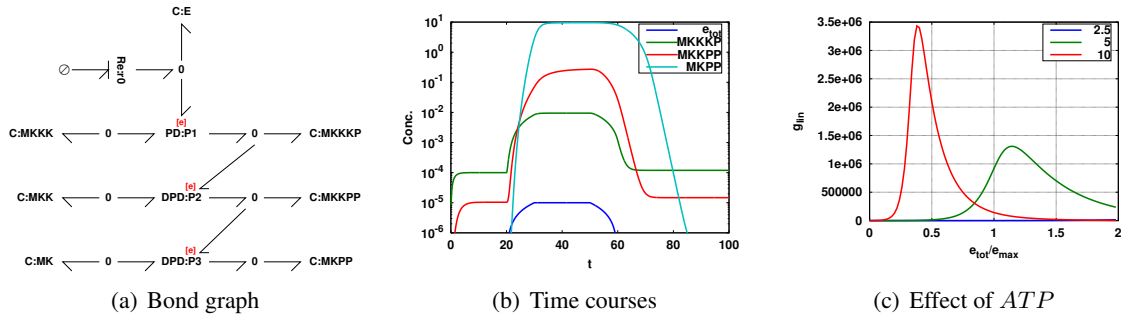 C:E
∅ Re:r0 0
[e]
C:MKKK 0 PD:P1 0 C:MKKKP
[e]
C:MKK 0 DPD:P2 0 C:MKKPP
[e]
C:MK 0 DPD:P3 0 C:MKPP
(a) Bond graph
10^1
10^0
10^-1
10^-2
10^-3
10^-4
10^-5
10^-6
Conc.
0 20 40 60 80 100
t
e_tot
MKKKP
MKKPP
MKPP
(b) Time courses
3.5e+06
3e+06
2.5e+06
2e+06
1.5e+06
1e+06
500000
0
g_lin
0 0.5 1 1.5 2
e_tot/e_max
2.5
5
10
(c) Effect of ATP